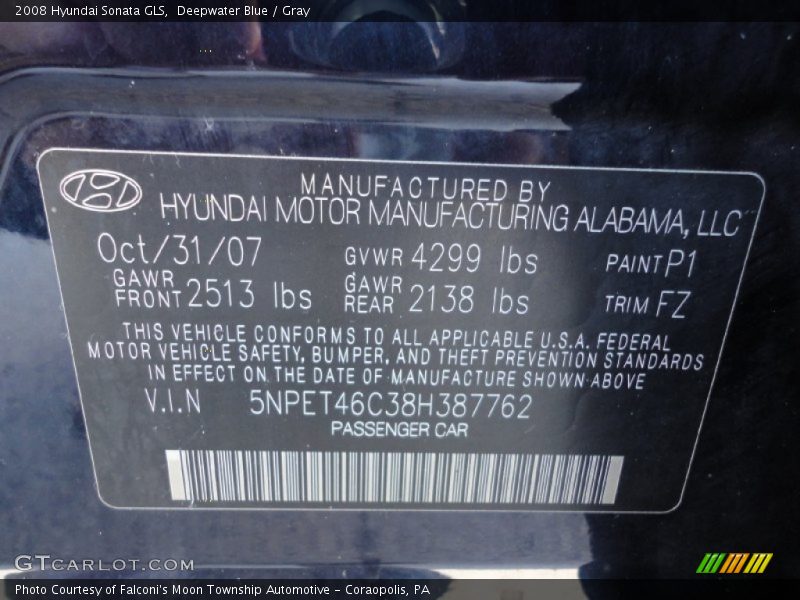 2008 Hyundai Sonata GLS,  Deepwater Blue / Gray
MANUFACTURED BY
HYUNDAI MOTOR MANUFACTURING ALABAMA, LLC
Oct/31/07 GVWR 4299 lbs PAINT P1
GAWR FRONT 2513 lbs GAWR REAR 2138 lbs TRIM FZ
THIS VEHICLE CONFORMS TO ALL APPLICABLE U.S.A. FEDERAL
MOTOR VEHICLE SAFETY, BUMPER, AND THEFT PREVENTION STANDARDS
IN EFFECT ON THE DATE OF MANUFACTURE SHOWN ABOVE
V.I.N 5NPET46C38H387762
PASSENGER CAR
GTCARLOT.COM
Photo Courtesy of Falconi's Moon Township Automotive - Coraopolis, PA